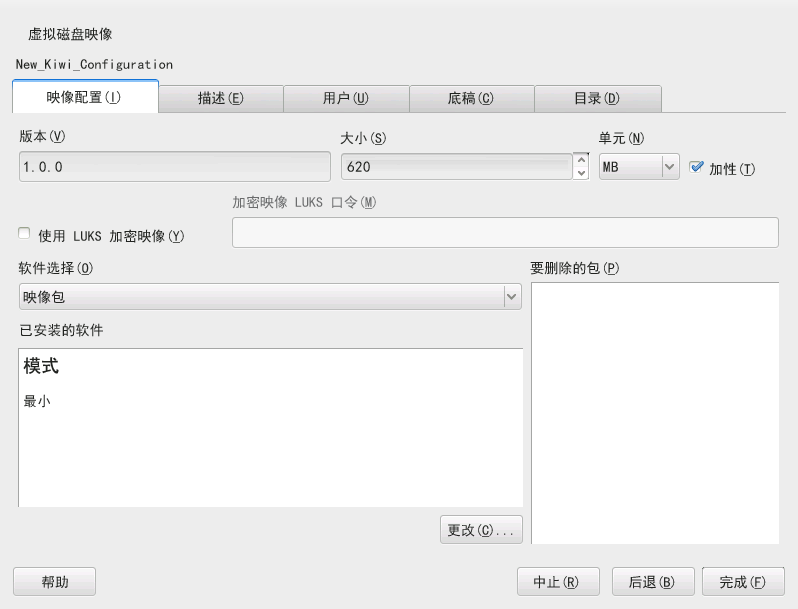 虚拟磁盘映像
New_Kiwi_Configuration
映像配置(I) 描述(E) 用户(U) 底稿(C) 目录(D)
版本(V) 大小(S) 单元(N)
1.0.0 620 MB 加性(T)
加密映像 LUKS 口令(M)
使用 LUKS 加密映像(Y)
软件选择(O) 要删除的包(P)
映像包
已安装的软件
模式
最小
更改(C)...
帮助 中止(R) 后退(B) 完成(F)